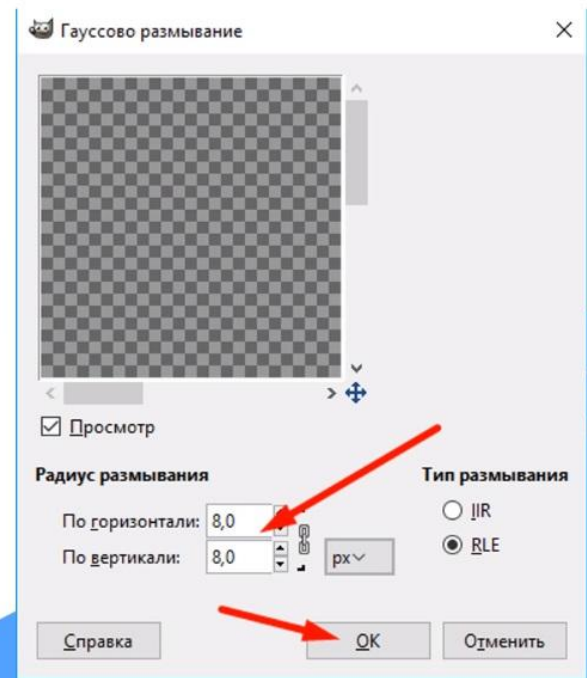 Гауссово размывание
Просмотр
Радиус размывания
Тип размывания
По горизонтали: 8,0
IIR
По вертикали: 8,0 px
RLE
Справка
OK
Отменить